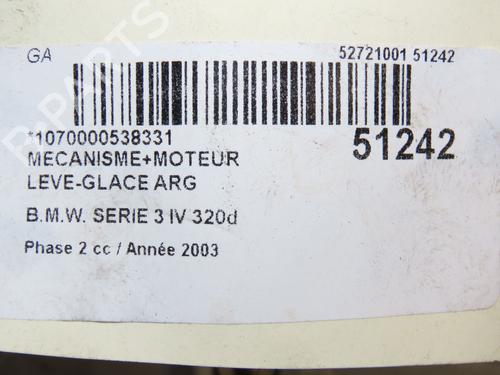 GA 52721001 51242
*1070000538331 51242
MECANISME+MOTEUR
LEVE-GLACE ARG
B.M.W. SERIE 3 IV 320d
Phase 2 cc / Année 2003
B-PARTS